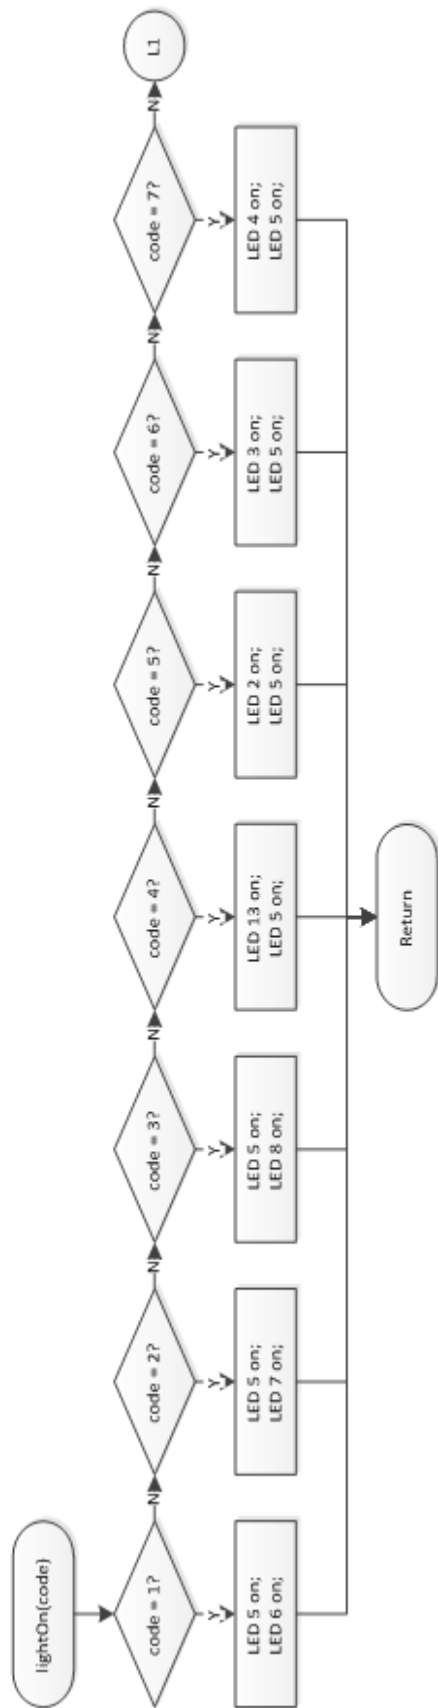 lightOn(code)
code = 1?
N
Y
LED 5 on;
LED 6 on;
code = 2?
N
Y
LED 5 on;
LED 7 on;
code = 3?
N
Y
LED 5 on;
LED 8 on;
code = 4?
N
Y
LED 13 on;
LED 5 on;
code = 5?
N
Y
LED 2 on;
LED 5 on;
code = 6?
N
Y
LED 3 on;
LED 5 on;
code = 7?
N
Y
LED 4 on;
LED 5 on;
L1
Return